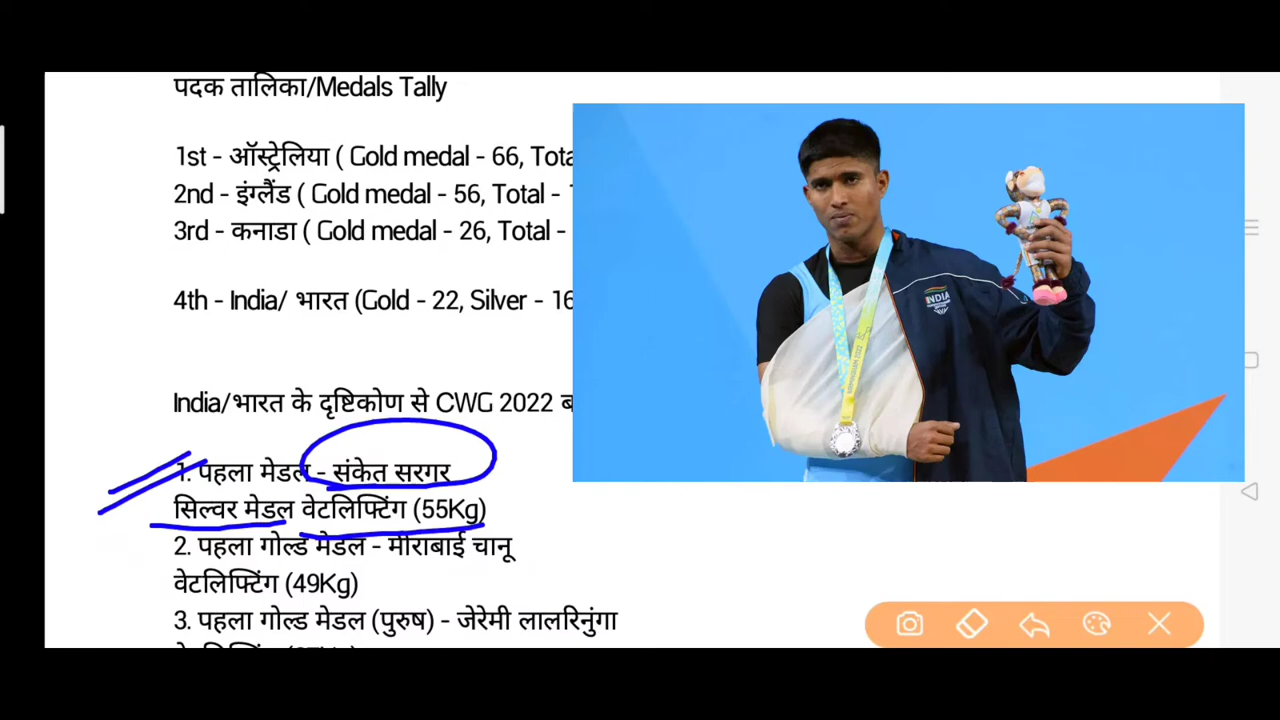 पदक तालिका/Medals Tally
1st - ऑस्ट्रेलिया ( Gold medal - 66,
2nd - इंग्लैंड ( Gold medal - 56, Total -
3rd - कनाडा ( Gold medal - 26, Total -
4th - India/ भारत (Gold - 22, Silver - 16
India/भारत के दृष्टिकोण से CWG 2022
1. पहला मेडल - संकेत सरगर
सिल्वर मेडल वेटलिफ्टिंग (55Kg)
2. पहला गोल्ड मेडल - मीराबाई चानू
वेटलिफ्टिंग (49Kg)
3. पहला गोल्ड मेडल (पुरुष) - जेरेमी लालरिनुंगा
INDIA
BIRMINGHAM 2022